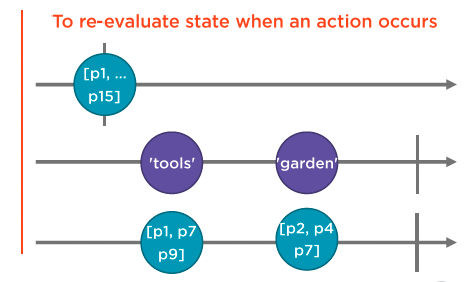 To re-evaluate state when an action occurs
[p1, ...
p15]
'tools'
'garden'
[p1, p7
p9]
[p2, p4
p7]